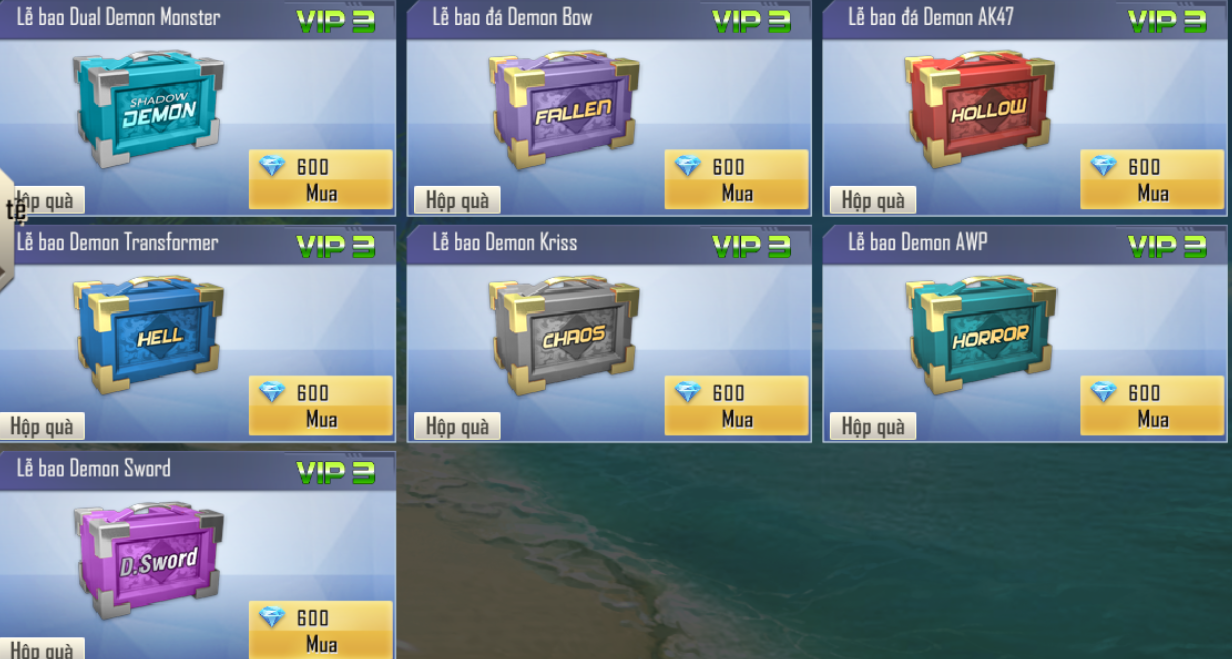 Lễ bao Dual Demon Monster
VIP 3
SHADOW
DEMON
600
Mua
Hộp quà
Lễ bao đá Demon Bow
VIP 3
FALLEN
600
Mua
Hộp quà
Lễ bao đá Demon AK47
VIP 3
HOLLOW
600
Mua
Hộp quà
tệ
Lễ bao Demon Transformer
VIP 3
HELL
600
Mua
Hộp quà
Lễ bao Demon Kriss
VIP 3
CHAOS
600
Mua
Hộp quà
Lễ bao Demon AWP
VIP 3
HORROR
600
Mua
Hộp quà
Lễ bao Demon Sword
VIP 3
D.Sword
600
Mua
Hộp quà